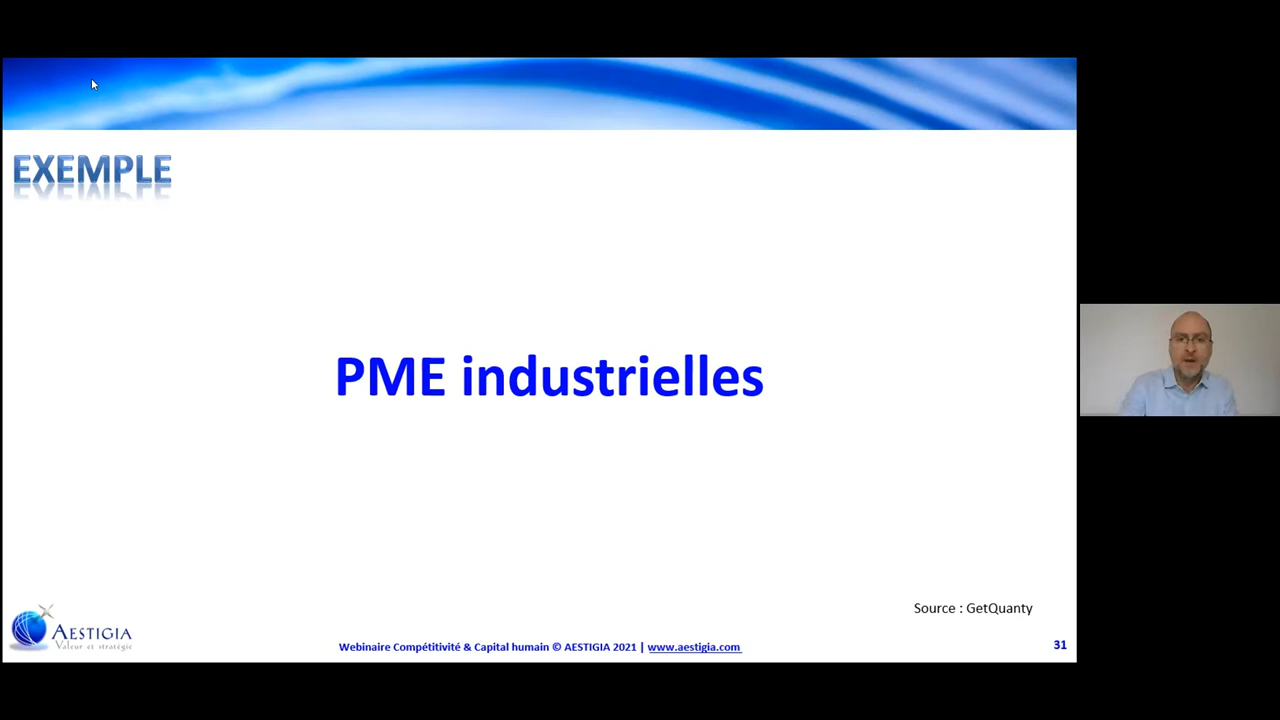 EXEMPLE
PME industrielles
Source : GetQuanty
AESTIGIA
Valeur et stratégie
Webinaire Compétitivité & Capital humain © AESTIGIA 2021 | www.aestigia.com
31